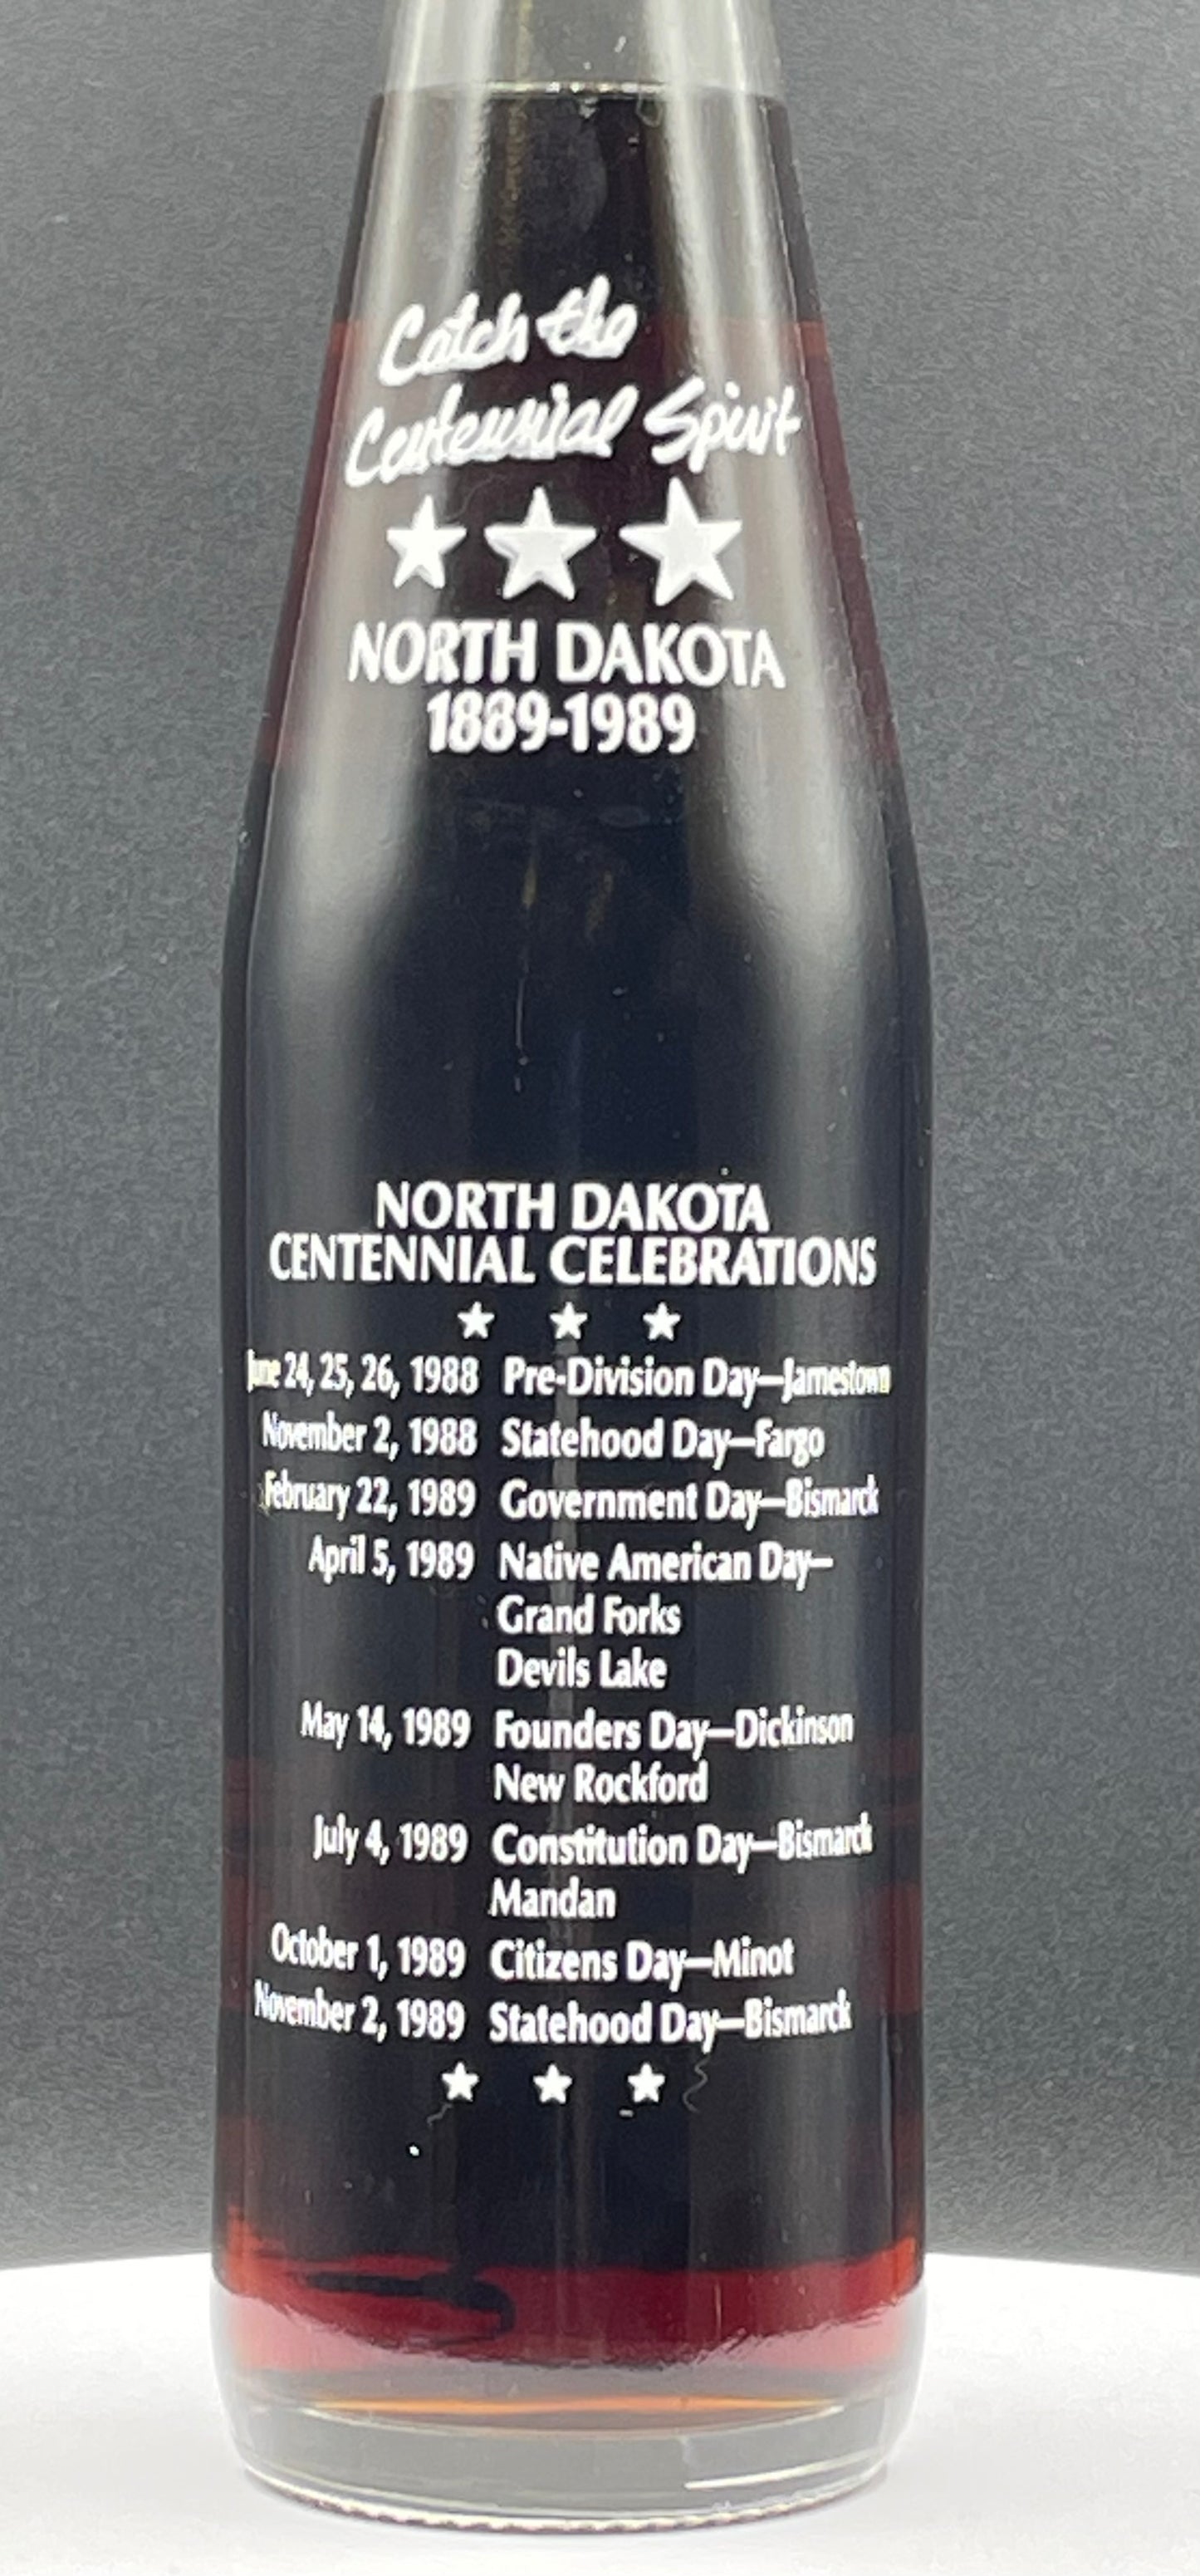 Catch the
Centennial Spirit
NORTH DAKOTA
1889-1989
NORTH DAKOTA
CENTENNIAL CELEBRATIONS
June 24, 25, 26, 1988 Pre-Division Day—Jamestown
November 2, 1988 Statehood Day—Fargo
February 22, 1989 Government Day—Bismarck
April 5, 1989 Native American Day—
Grand Forks
Devils Lake
May 14, 1989 Founders Day—Dickinson
New Rockford
July 4, 1989 Constitution Day—Bismarck
Mandan
October 1, 1989 Citizens Day—Minot
November 2, 1989 Statehood Day—Bismarck